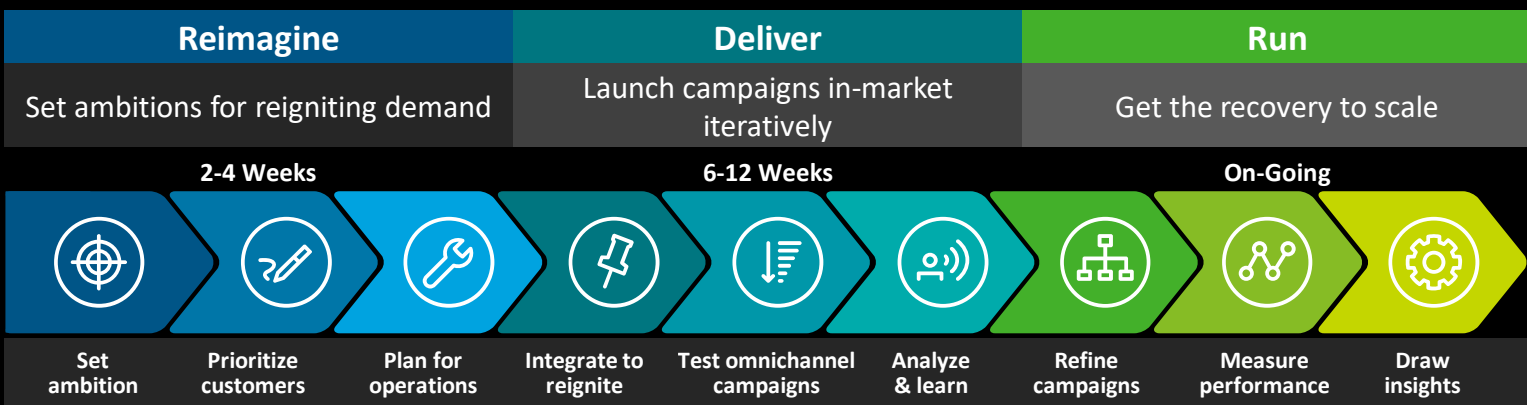 Reimagine
Deliver
Run
Set ambitions for reigniting demand
Launch campaigns in-market
iteratively
Get the recovery to scale
2-4 Weeks
6-12 Weeks
On-Going
Set
ambition
Prioritize
customers
Plan for
operations
Integrate to
reignite
Test omnichannel
campaigns
Analyze
& learn
Refine
campaigns
Measure
performance
Draw
insights